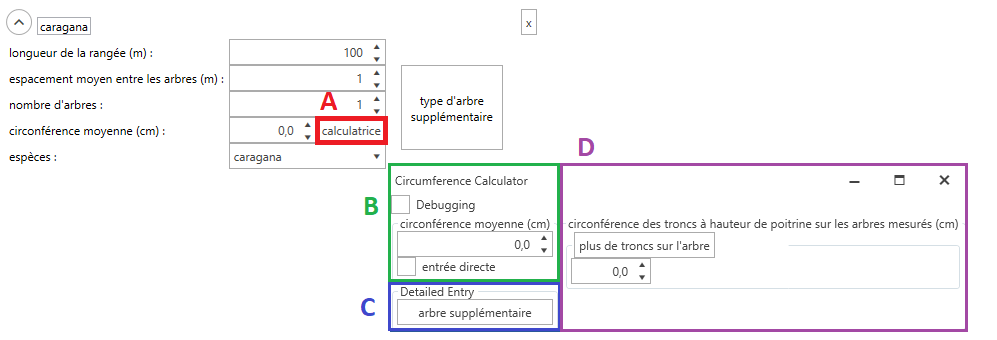 caragana
x
longueur de la rangée (m) :
100
espacement moyen entre les arbres (m) :
1
nombre d'arbres :
1
A
circonférence moyenne (cm) :
0,0
calculatrice
espèces :
caragana
type d'arbre
supplémentaire
B
Circumference Calculator
Debugging
circonférence moyenne (cm)
0,0
entrée directe
C
Detailed Entry
arbre supplémentaire
D
circonférence des troncs à hauteur de poitrine sur les arbres mesurés (cm)
plus de troncs sur l'arbre
0,0